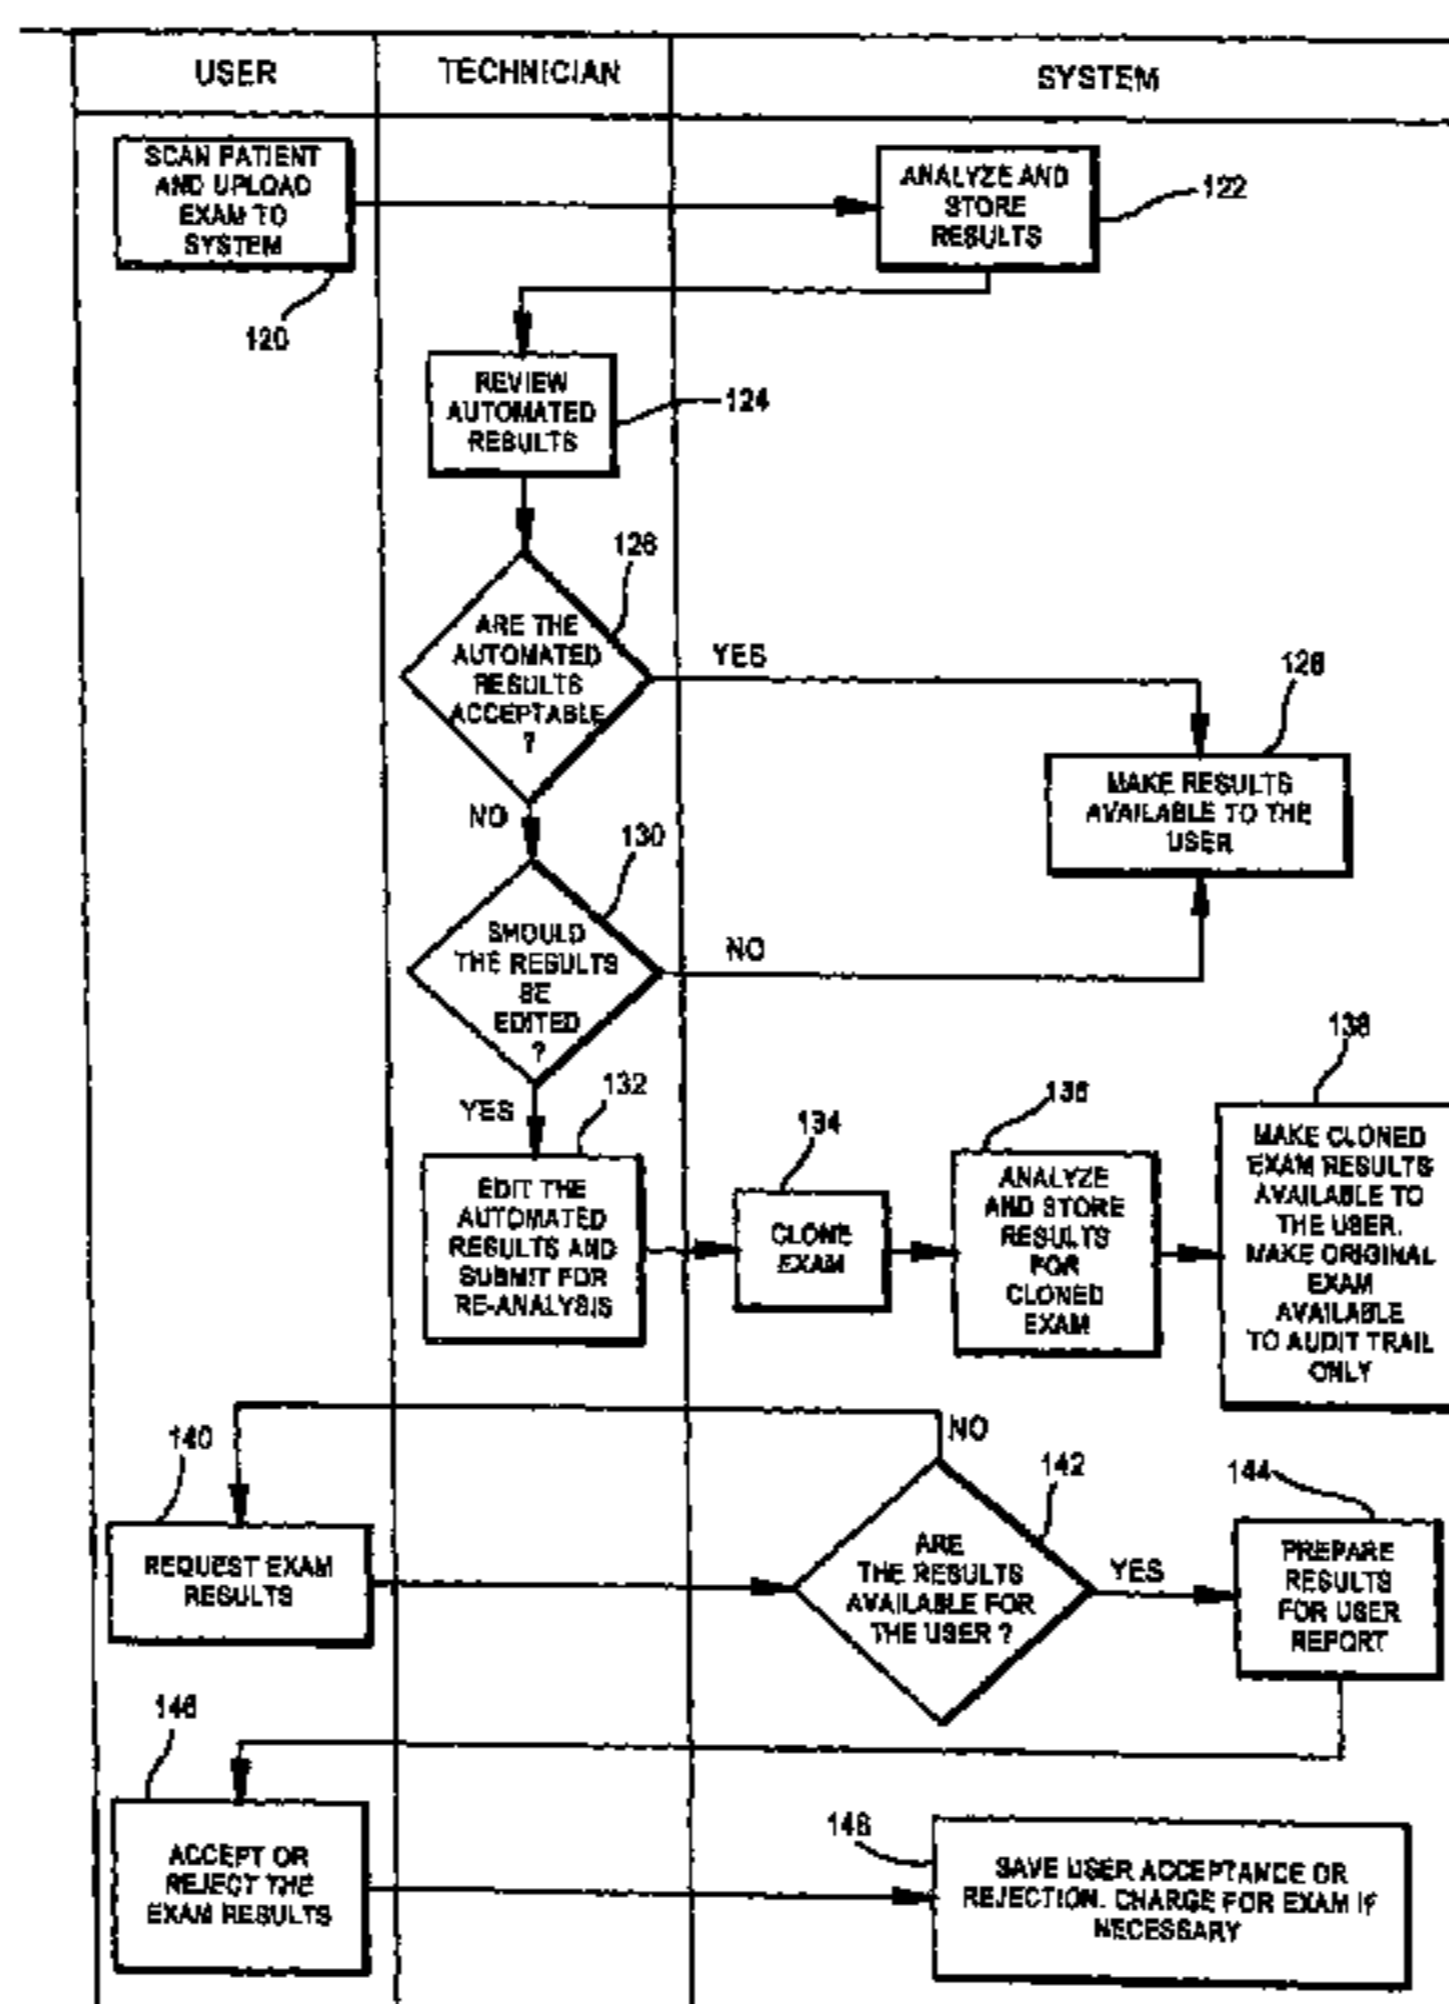 USER
TECHNICIAN
SYSTEM
SCAN PATIENT
AND UPLOAD
EXAM TO
SYSTEM
120
ANALYZE AND
STORE
RESULTS
122
REVIEW
AUTOMATED
RESULTS
124
126
ARE THE
AUTOMATED
RESULTS
ACCEPTABLE
?
YES
NO
128
MAKE RESULTS
AVAILABLE TO THE
USER
130
SHOULD
THE RESULTS
BE
EDITED
?
NO
YES
132
EDIT THE
AUTOMATED
RESULTS AND
SUBMIT FOR
RE-ANALYSIS
134
CLONE
EXAM
136
ANALYZE
AND STORE
RESULTS
FOR
CLONED
EXAM
138
MAKE CLONED
EXAM RESULTS
AVAILABLE TO
THE USER.
MAKE ORIGINAL
EXAM
AVAILABLE
TO AUDIT TRAIL
ONLY
140
REQUEST EXAM
RESULTS
NO
142
ARE
THE RESULTS
AVAILABLE FOR
THE USER ?
YES
144
PREPARE
RESULTS
FOR USER
REPORT
146
ACCEPT OR
REJECT THE
EXAM RESULTS
148
SAVE USER ACCEPTANCE OR
REJECTION. CHARGE FOR EXAM IF
NECESSARY